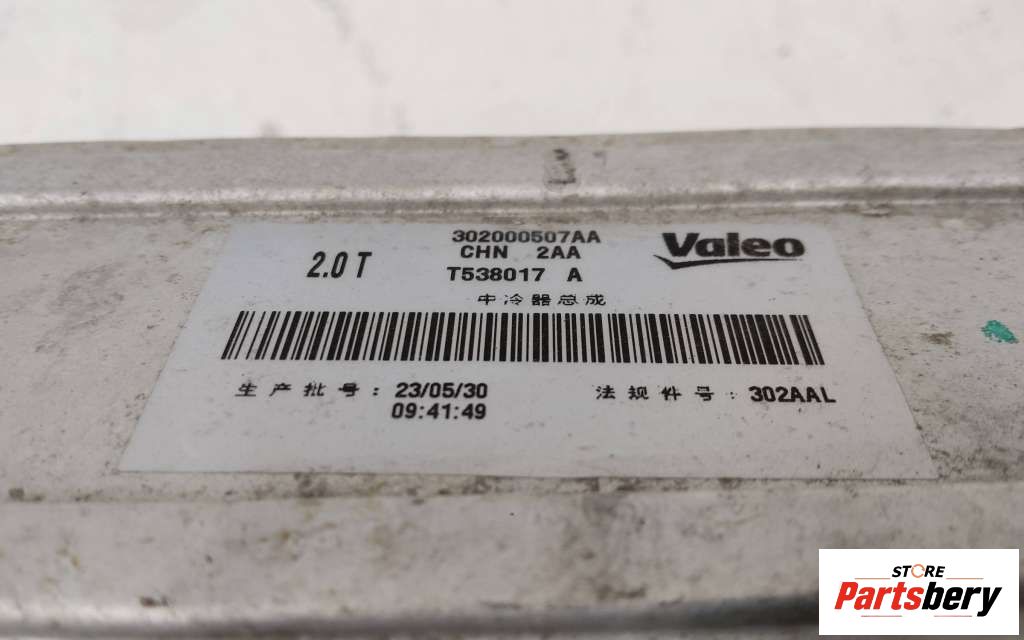 302000507AA
CHN 2AA
2.0 T
T538017 A
Valeo
中冷器总成
生产批号: 23/05/30
09:41:49
法规件号: 302AAL
STORE
Partsbery